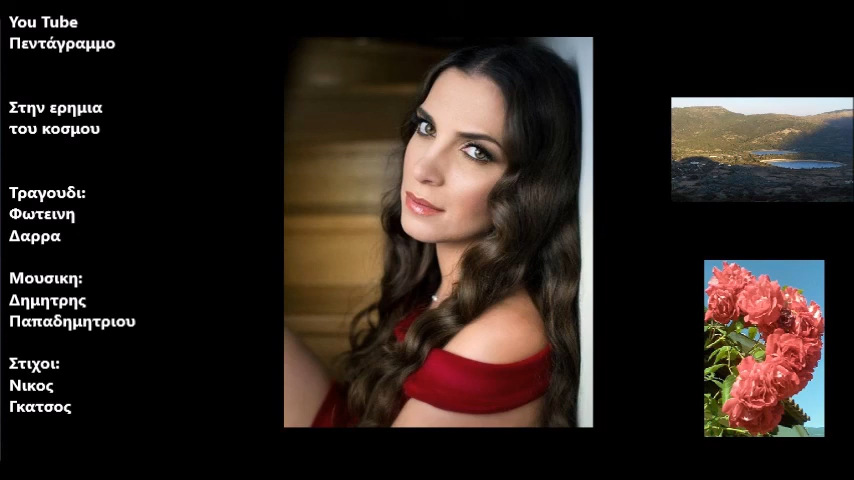 You Tube
Πεντάγραμμο
Στην ερημια
του κοσμου
Τραγουδι:
Φωτεινη
Δαρρα
Μουσικη:
Δημητρης
Παπαδημητριου
Στιχοι:
Νικος
Γκατσος